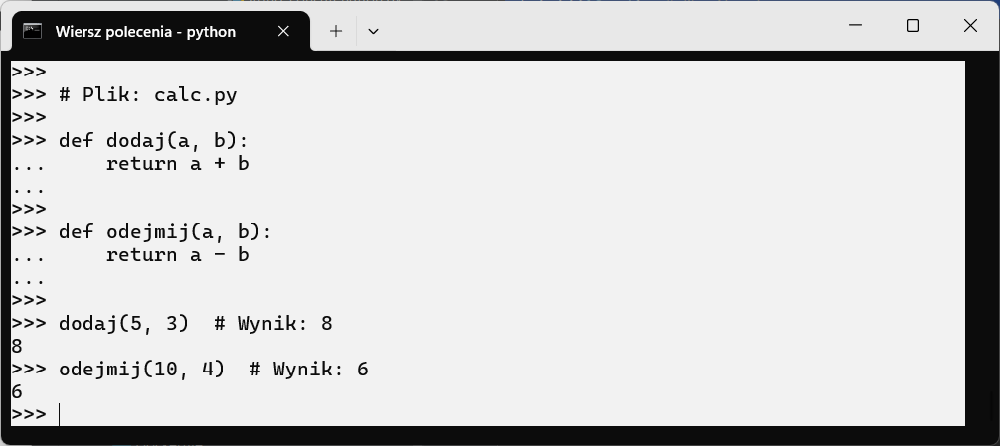 Wiersz polecenia - python
>>>
>>> # Plik: calc.py
>>>
>>> def dodaj(a, b):
...     return a + b
...
>>>
>>> def odejmij(a, b):
...     return a - b
...
>>>
>>> dodaj(5, 3)  # Wynik: 8
8
>>> odejmij(10, 4)  # Wynik: 6
6
>>>